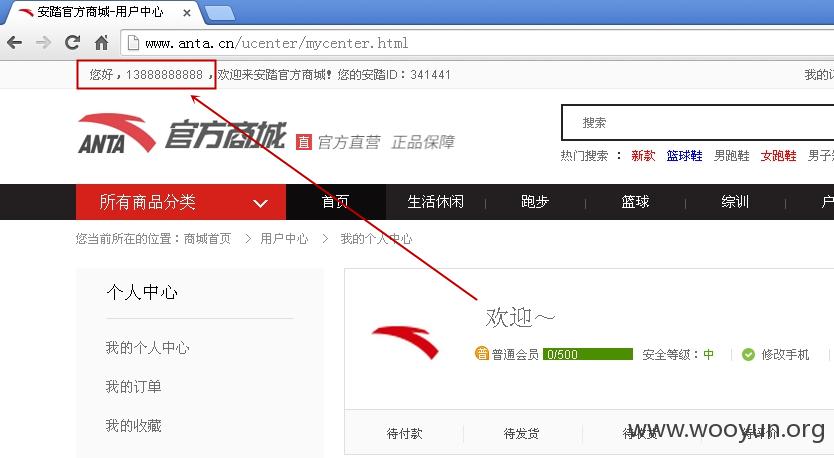 安踏官方商城-用户中心
www.anta.cn/ucenter/mycenter.html
您好，13888888888，欢迎来安踏官方商城！您的安踏ID：341441 我的订
ANTA 官方商城 直 官方直营 正品保障
搜索
热门搜索： 新款 篮球鞋 男跑鞋 女跑鞋 男子
所有商品分类 首页 生活休闲 跑步 篮球 综训 户
您当前所在的位置：商城首页 > 用户中心 > 我的个人中心
个人中心
我的个人中心
我的订单
我的收藏
欢迎～
普 普通会员 0/500 安全等级：中 修改手机
待付款 待发货 待收货 待评价
www.wooyun.org